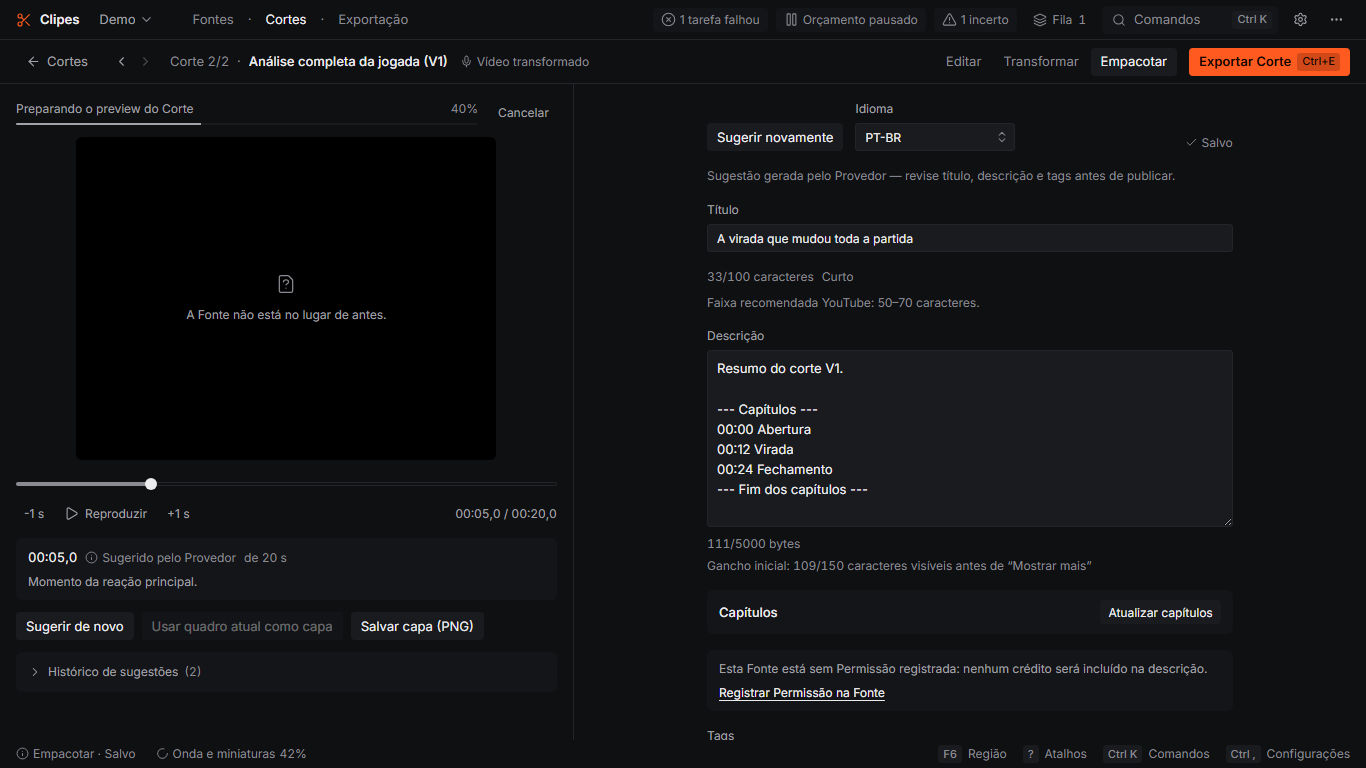 Clipes Demo Fontes · Cortes · Exportação 1 tarefa falhou Orçamento pausado 1 incerto Fila 1 Comandos Ctrl K
Cortes Corte 2/2 · Análise completa da jogada (V1) Vídeo transformado Editar Transformar Empacotar Exportar Corte Ctrl+E
Preparando o preview do Corte 40% Cancelar
A Fonte não está no lugar de antes.
-1 s Reproduzir +1 s 00:05,0 / 00:20,0
00:05,0 Sugerido pelo Provedor de 20 s
Momento da reação principal.
Sugerir de novo Usar quadro atual como capa Salvar capa (PNG)
Histórico de sugestões (2)
Idioma
Sugerir novamente PT-BR Salvo
Sugestão gerada pelo Provedor — revise título, descrição e tags antes de publicar.
Título
A virada que mudou toda a partida
33/100 caracteres Curto
Faixa recomendada YouTube: 50–70 caracteres.
Descrição
Resumo do corte V1.
--- Capítulos ---
00:00 Abertura
00:12 Virada
00:24 Fechamento
--- Fim dos capítulos ---
111/5000 bytes
Gancho inicial: 109/150 caracteres visíveis antes de “Mostrar mais”
Capítulos Atualizar capítulos
Esta Fonte está sem Permissão registrada: nenhum crédito será incluído na descrição.
Registrar Permissão na Fonte
Tags
Empacotar · Salvo Onda e miniaturas 42% F6 Região ? Atalhos Ctrl K Comandos Ctrl , Configurações